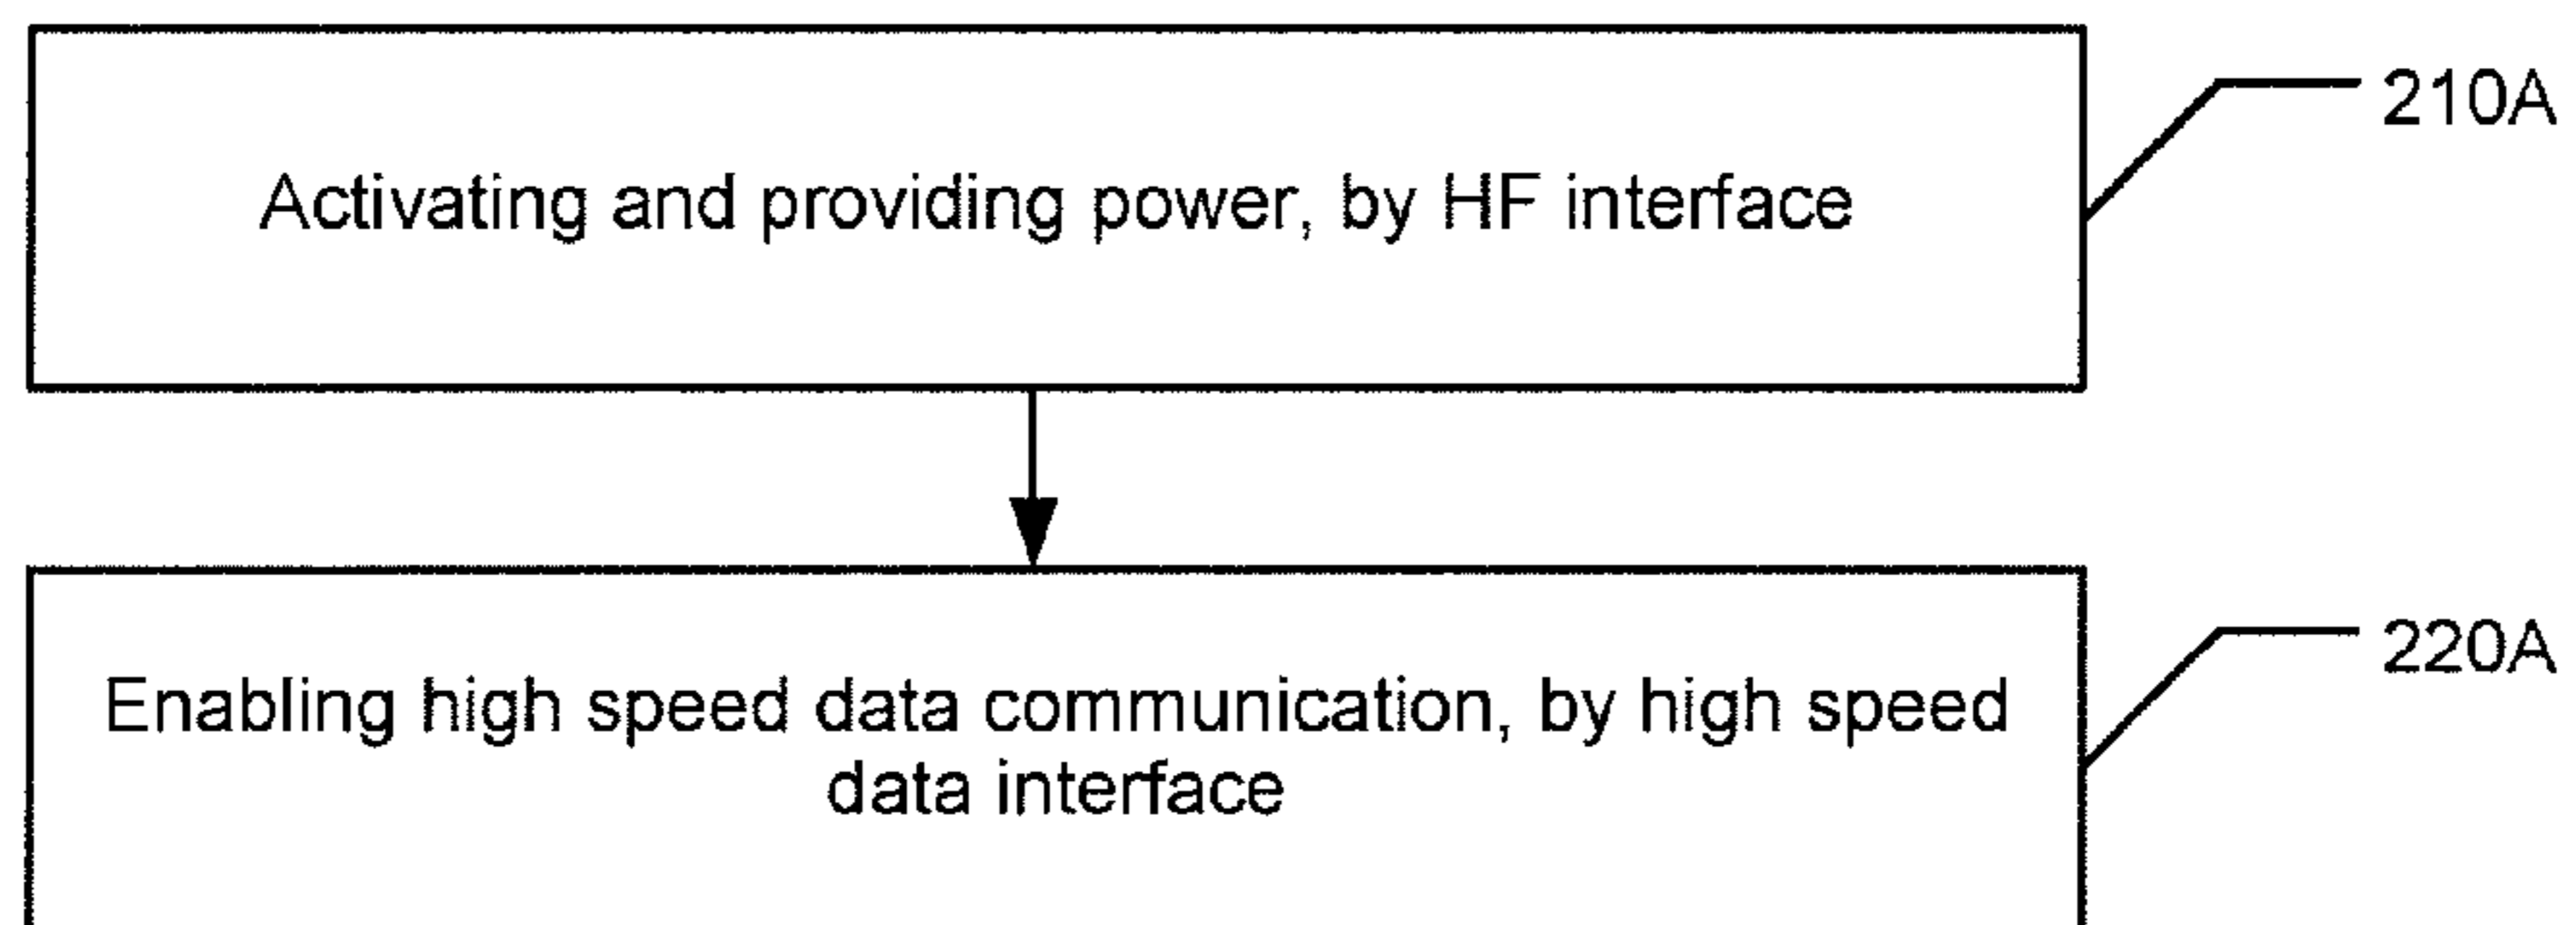 210A
Activating and providing power, by HF interface
220A
Enabling high speed data communication, by high speed
data interface